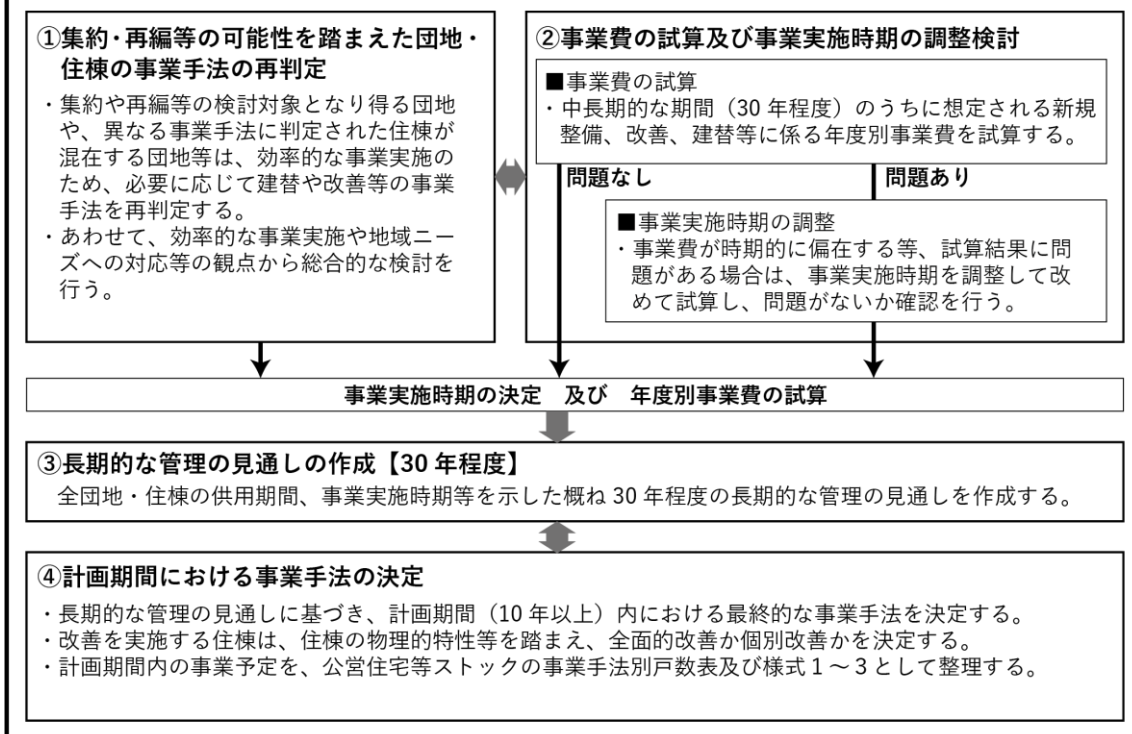 ①集約・再編等の可能性を踏まえた団地・
住棟の事業手法の再判定
・集約や再編等の検討対象となり得る団地
や、異なる事業手法に判定された住棟が
混在する団地等は、効率的な事業実施の
ため、必要に応じて建替や改善等の事業
手法を再判定する。
・あわせて、効率的な事業実施や地域ニー
ズへの対応等の観点から総合的な検討を
行う。
②事業費の試算及び事業実施時期の調整検討
■事業費の試算
・中長期的な期間（30 年程度）のうちに想定される新規
整備、改善、建替等に係る年度別事業費を試算する。
問題なし
問題あり
■事業実施時期の調整
・事業費が時期的に偏在する等、試算結果に問
題がある場合は、事業実施時期を調整して改
めて試算し、問題がないか確認を行う。
事業実施時期の決定　及び　年度別事業費の試算
③長期的な管理の見通しの作成【30 年程度】
全団地・住棟の供用期間、事業実施時期等を示した概ね 30 年程度の長期的な管理の見通しを作成する。
④計画期間における事業手法の決定
・長期的な管理の見通しに基づき、計画期間（10 年以上）内における最終的な事業手法を決定する。
・改善を実施する住棟は、住棟の物理的特性等を踏まえ、全面的改善か個別改善かを決定する。
・計画期間内の事業予定を、公営住宅等ストックの事業手法別戸数表及び様式１～３として整理する。